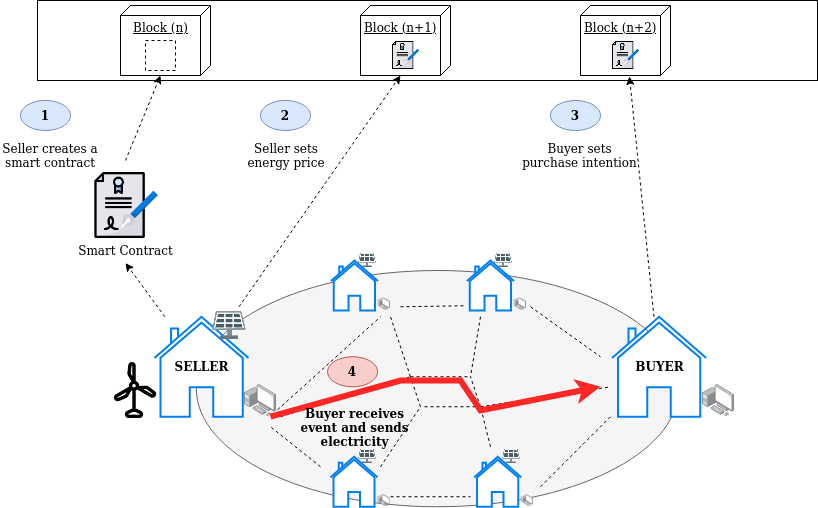 Block (n)
Block (n+1)
Block (n+2)
1
Seller creates a
smart contract
2
Seller sets
energy price
3
Buyer sets
purchase intention
Smart Contract
SELLER
BUYER
4
Buyer receives
event and sends
electricity